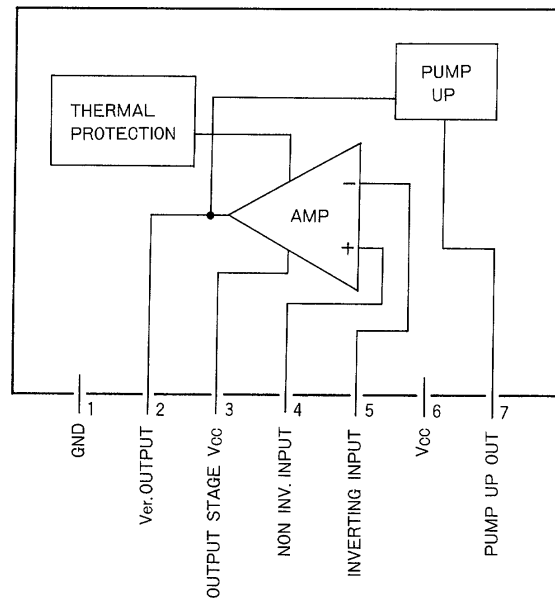 PUMP
UP
THERMAL
PROTECTION
AMP
−
+
1
2
3
4
5
6
7
GND
Ver.OUTPUT
OUTPUT STAGE Vcc
NON INV. INPUT
INVERTING INPUT
Vcc
PUMP UP OUT